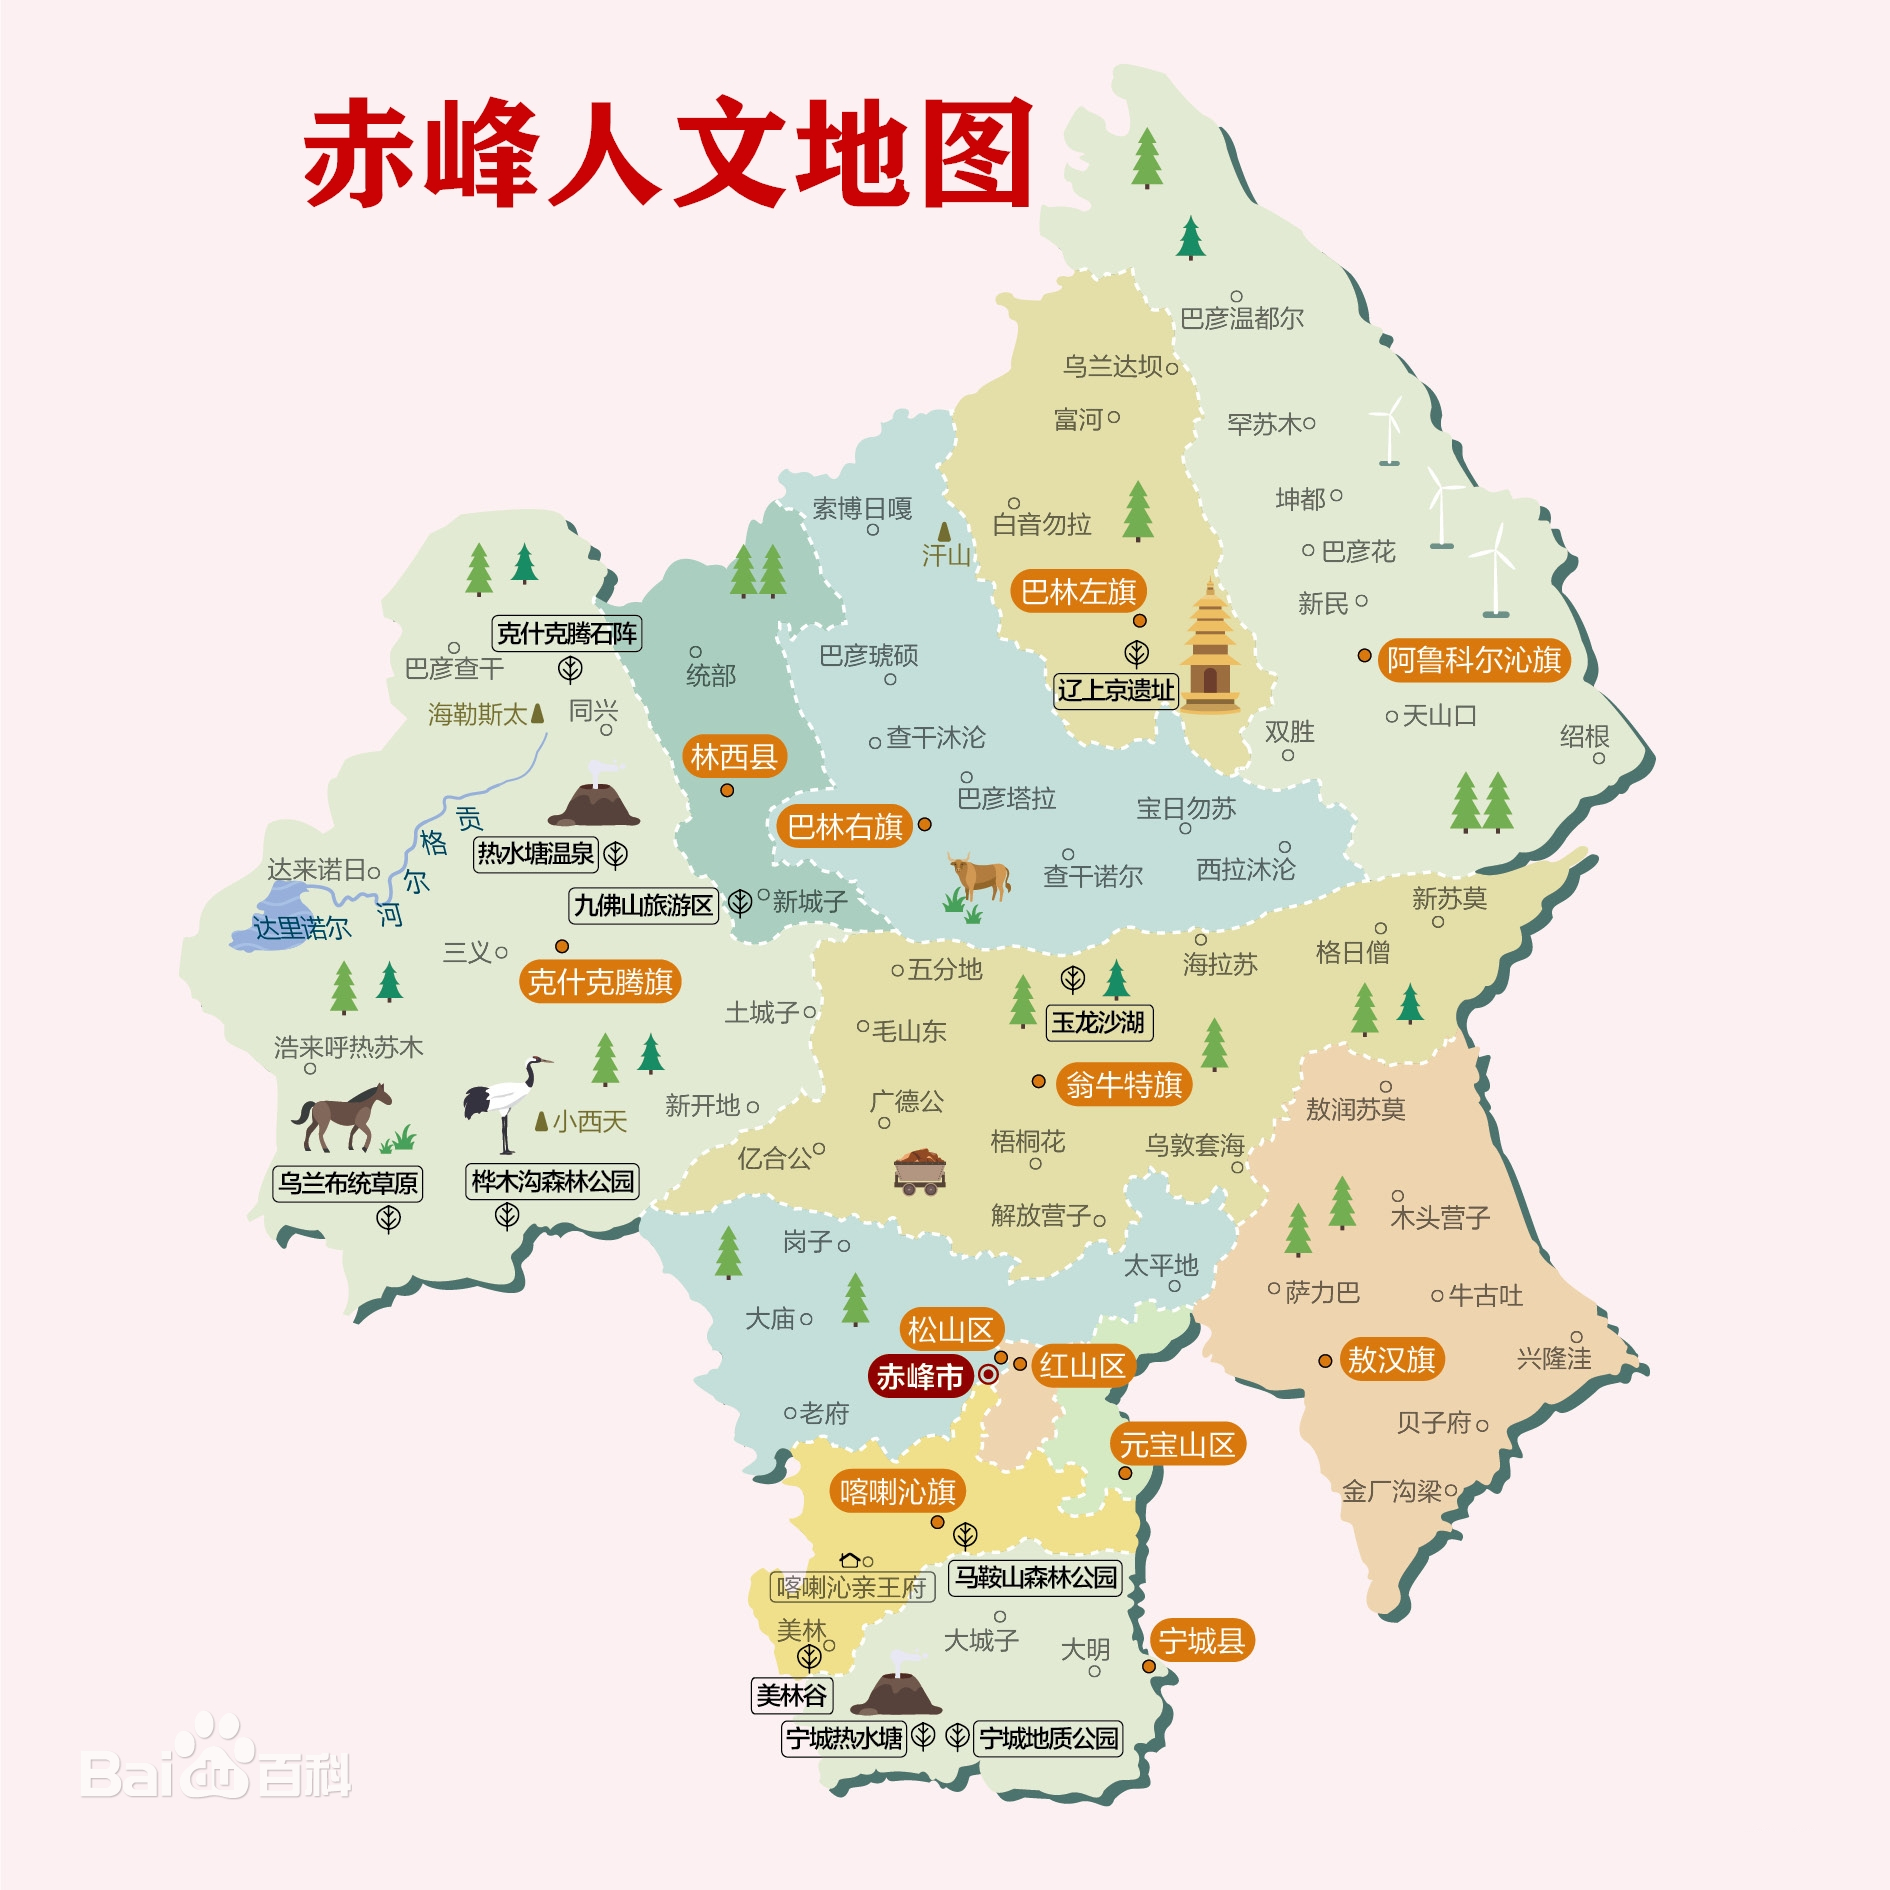 赤峰人文地图
巴彦温都尔
乌兰达坝
富河
罕苏木
索博日嘎
白音勿拉
坤都
汗山
巴彦花
巴林左旗
新民
克什克腾石阵
巴彦琥硕
阿鲁科尔沁旗
巴彦查干
统部
辽上京遗址
海勒斯太
同兴
天山口
双胜
查干沐沦
绍根
林西县
巴彦塔拉
宝日勿苏
贡格尔河
巴林右旗
热水塘温泉
达来诺日
查干诺尔
西拉沐沦
九佛山旅游区
新城子
新苏莫
达里诺尔
三义
格日僧
海拉苏
五分地
克什克腾旗
土城子
玉龙沙湖
毛山东
浩来呼热苏木
翁牛特旗
新开地
广德公
敖润苏莫
小西天
梧桐花
乌敦套海
亿合公
乌兰布统草原
桦木沟森林公园
解放营子
木头营子
岗子
太平地
萨力巴
牛古吐
大庙
松山区
红山区
敖汉旗
兴隆洼
赤峰市
老府
贝子府
元宝山区
喀喇沁旗
金厂沟梁
马鞍山森林公园
喀喇沁亲王府
美林
大城子
大明
宁城县
美林谷
宁城热水塘
宁城地质公园
Bai du 百科